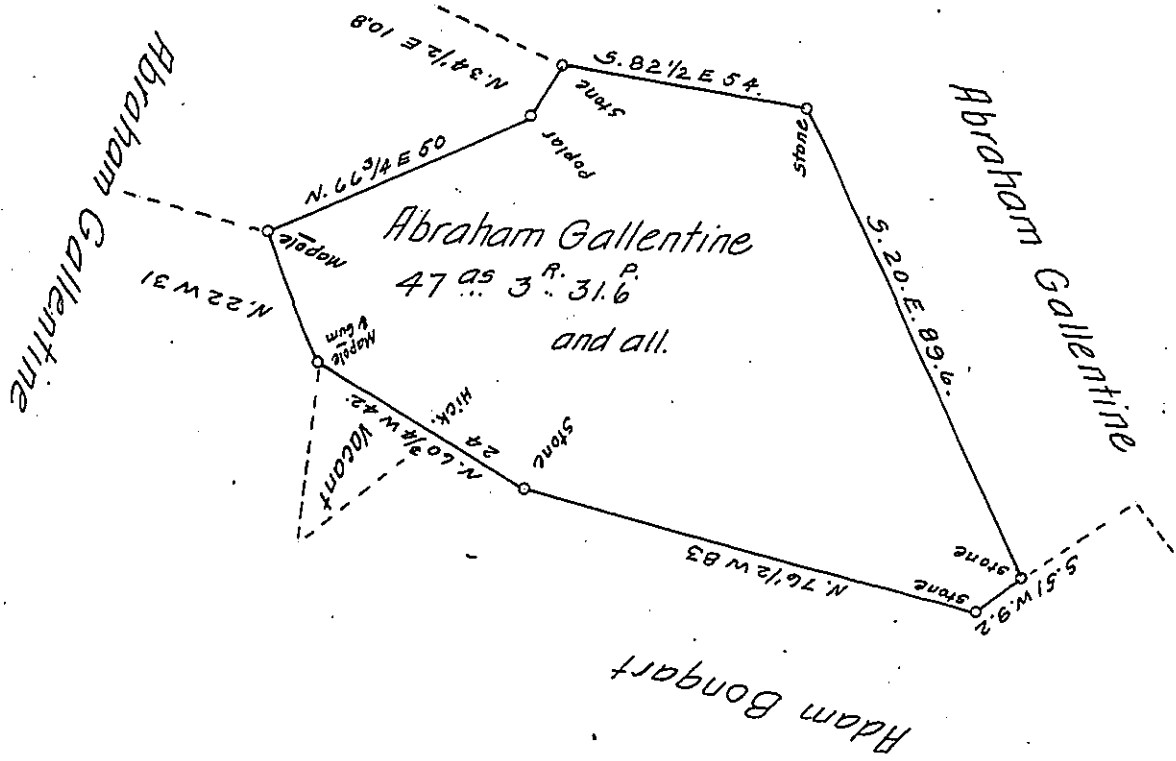 N. 34 1/2 E 10.8
S. 82 1/2 E 54.
Stone
Stone
Poplar
Abraham Gallentine
Abraham Gallentine
N. 66 3/4 E 50
Mapole
N. 22 W 31
Abraham Gallentine
47 as 3 R. 31.6 P.
and all.
S. 20. E. 89.6.
Mapole
& Gum
Hick.
24
N. 60 3/4 W 42.
Vacant
Stone
N. 76 1/2 W 83
Stone
Stone
S. 51 W. 9.2
Adam Bongart